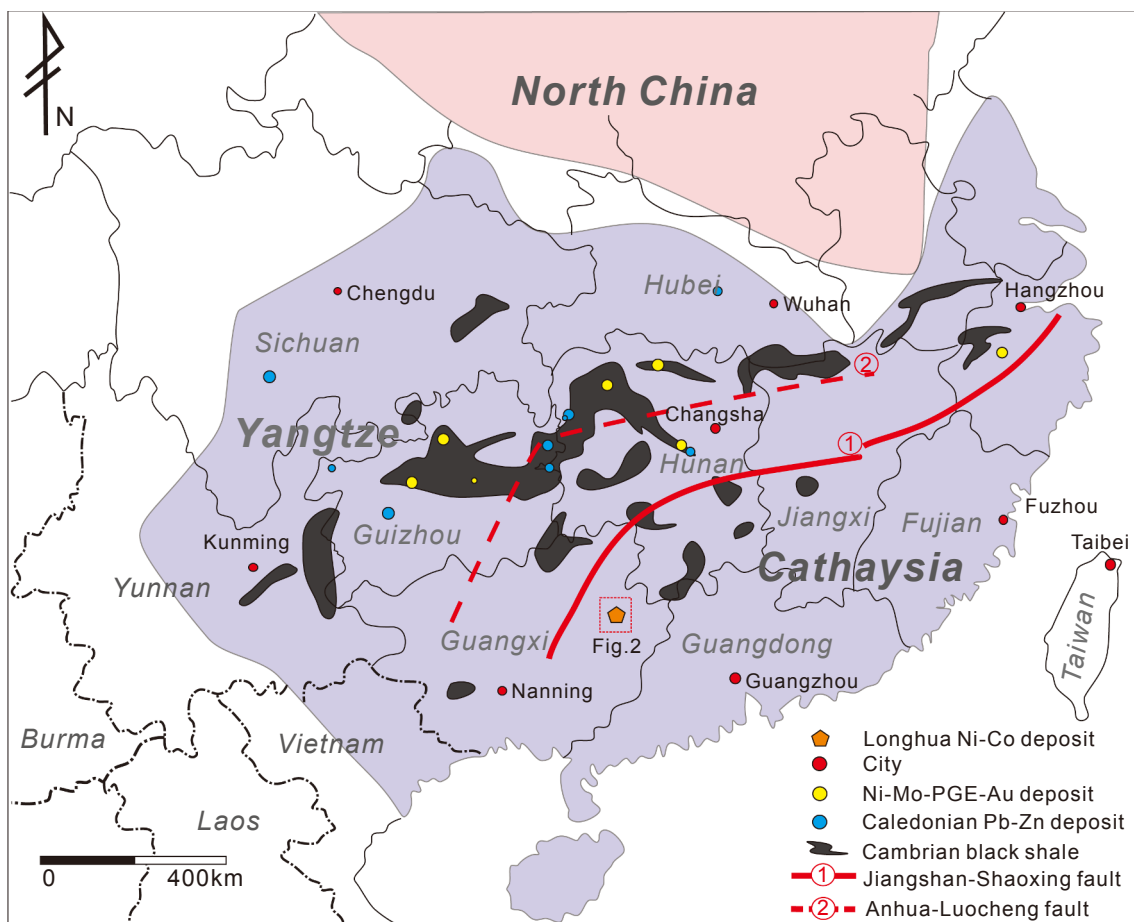 North China
N
Hubei
Hangzhou
Chengdu
Wuhan
Sichuan
2
Changsha
Yangtze
1
Hunan
Jiangxi
Fujian
Fuzhou
Guizhou
Kunming
Taibei
Cathaysia
Yunnan
Guangxi
Fig.2
Guangdong
Taiwan
Nanning
Guangzhou
Burma
Vietnam
Laos
Longhua Ni-Co deposit
City
Ni-Mo-PGE-Au deposit
Caledonian Pb-Zn deposit
Cambrian black shale
1 Jiangshan-Shaoxing fault
2 Anhua-Luocheng fault
0 400km